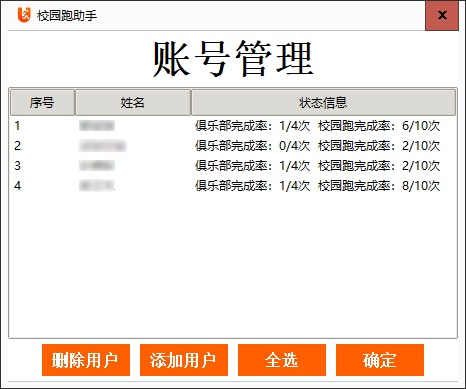 校园跑助手
x
账号管理
序号 姓名 状态信息
1 俱乐部完成率：1/4次 校园跑完成率：6/10次
2 俱乐部完成率：0/4次 校园跑完成率：2/10次
3 俱乐部完成率：1/4次 校园跑完成率：2/10次
4 俱乐部完成率：1/4次 校园跑完成率：8/10次
删除用户 添加用户 全选 确定